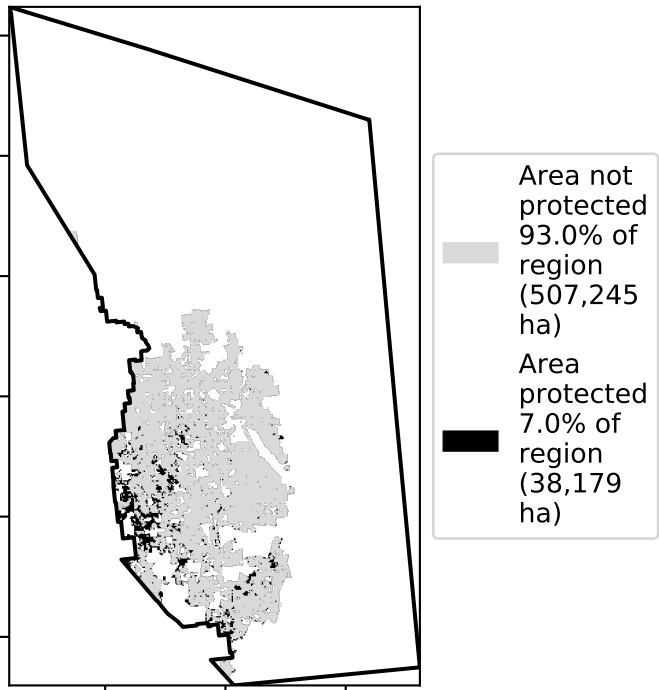 Area not
protected
93.0% of
region
(507,245
ha)
Area
protected
7.0% of
region
(38,179
ha)